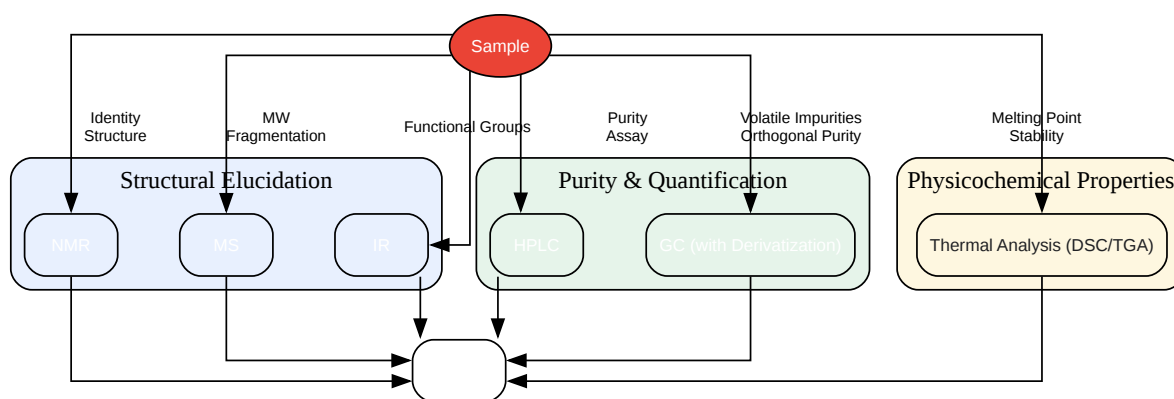 Sample
Identity
Structure
MW
Fragmentation
Functional Groups
Purity
Assay
Volatile Impurities
Orthogonal Purity
Melting Point
Stability
Structural Elucidation
Purity & Quantification
Physicochemical Properties
NMR
MS
IR
HPLC
GC (with Derivatization)
Thermal Analysis (DSC/TGA)